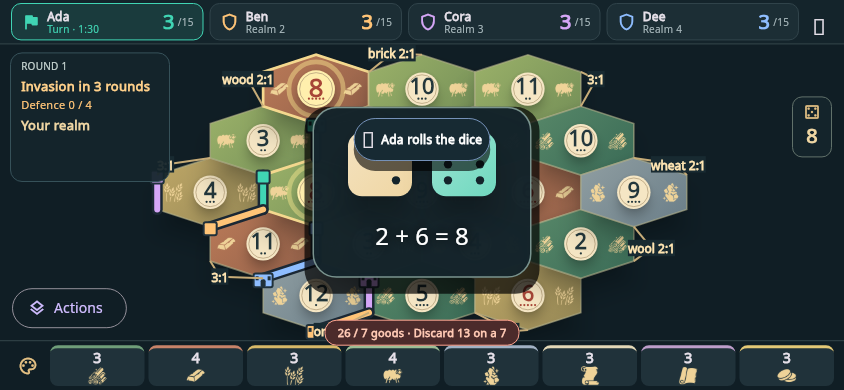 Ada
Turn · 1:30
3 /15
Ben
Realm 2
3 /15
Cora
Realm 3
3 /15
Dee
Realm 4
3 /15
ROUND 1
Invasion in 3 rounds
Defence 0 / 4
Your realm
brick 2:1
wood 2:1
8
10
11
3:1
3
10
8
3:1
4
9
wheat 2:1
11
2
wool 2:1
3:1
12
5
6
Ada rolls the dice
2 + 6 = 8
Actions
26 / 7 goods · Discard 13 on a 7
3
4
3
4
3
3
3
3